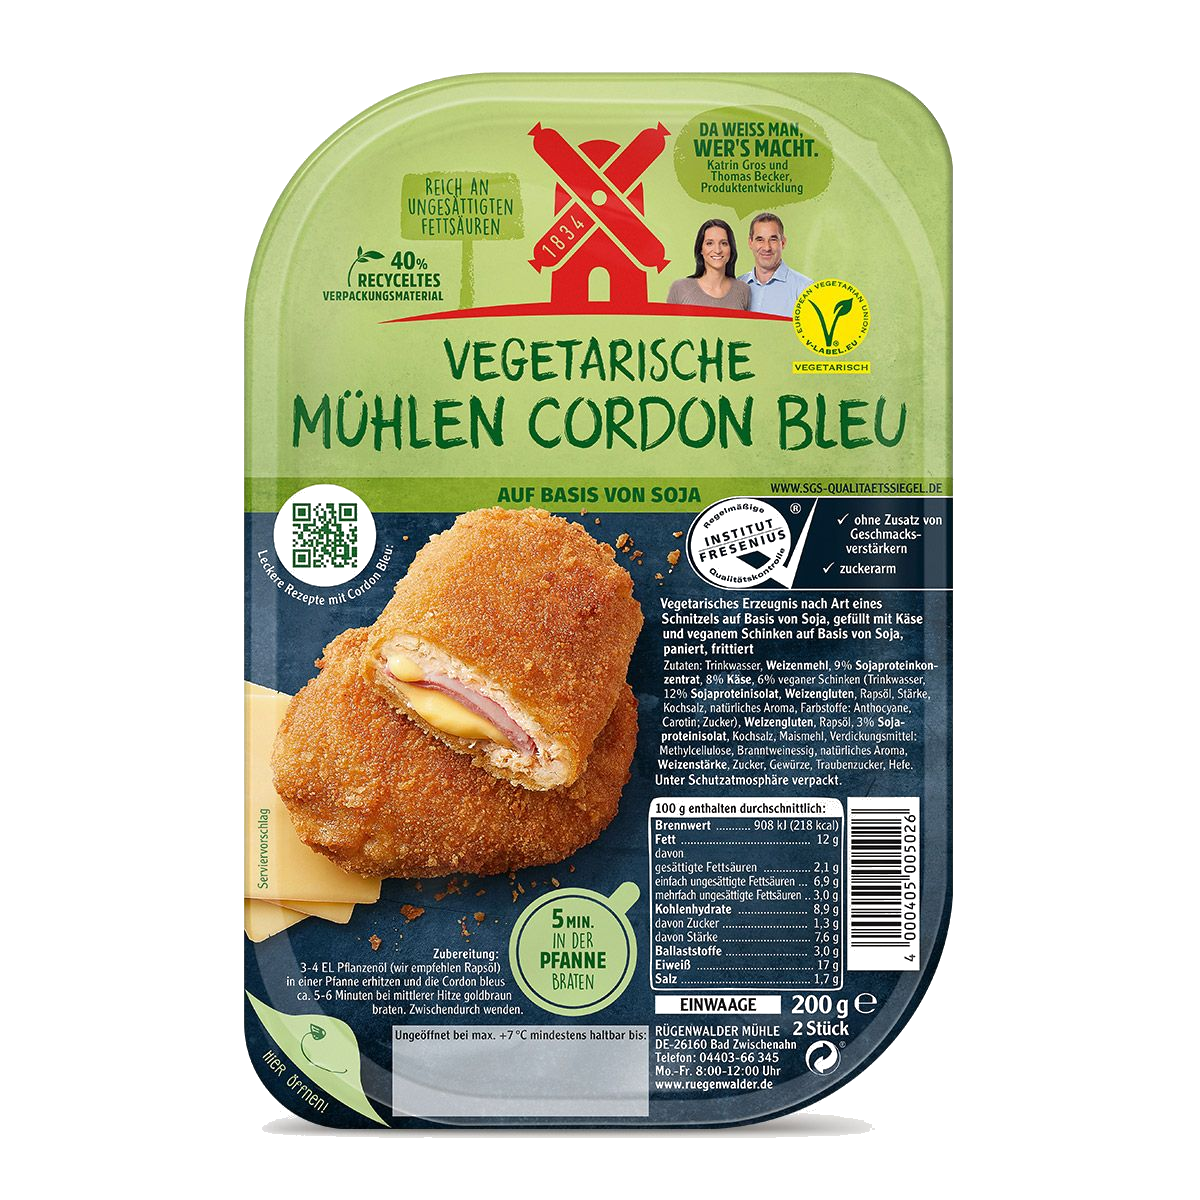 DA WEISS MAN,
WER'S MACHT.
Katrin Gros und
Thomas Becker,
Produktentwicklung
REICH AN
UNGESÄTTIGTEN
FETTSÄUREN
1834
40%
RECYCELTES
VERPACKUNGSMATERIAL
EUROPEAN VEGETARIAN UNION
V-LABEL.EU
VEGETARISCH
VEGETARISCHE
MÜHLEN CORDON BLEU
AUF BASIS VON SOJA
WWW.SGS-QUALITAETSSIEGEL.DE
Leckere Rezepte mit Cordon Bleu:
Regelmäßige
INSTITUT
FRESENIUS
Qualitätskontrolle
®
✓ ohne Zusatz von
Geschmacks-
verstärkern
✓ zuckerarm
Vegetarisches Erzeugnis nach Art eines
Schnitzels auf Basis von Soja, gefüllt mit Käse
und veganem Schinken auf Basis von Soja,
paniert, frittiert
Zutaten: Trinkwasser, Weizenmehl, 9% Sojaproteinkon-
zentrat, 8% Käse, 6% veganer Schinken (Trinkwasser,
12% Sojaproteinisolat, Weizengluten, Rapsöl, Stärke,
Kochsalz, natürliches Aroma, Farbstoffe: Anthocyane,
Carotin; Zucker), Weizengluten, Rapsöl, 3% Soja-
proteinisolat, Kochsalz, Maismehl, Verdickungsmittel:
Methylcellulose, Branntweinessig, natürliches Aroma,
Weizenstärke, Zucker, Gewürze, Traubenzucker, Hefe.
Unter Schutzatmosphäre verpackt.
100 g enthalten durchschnittlich:
Brennwert .......... 908 kJ (218 kcal)
Fett ........................................ 12 g
davon
gesättigte Fettsäuren .............. 2,1 g
einfach ungesättigte Fettsäuren ... 6,9 g
mehrfach ungesättigte Fettsäuren .. 3,0 g
Kohlenhydrate ..................... 8,9 g
davon Zucker ........................ 1,3 g
davon Stärke ........................ 7,6 g
Ballaststoffe ........................ 3,0 g
Eiweiß ................................. 17 g
Salz .................................... 1,7 g
4 000405 005026
Serviervorschlag
5 MIN.
IN DER
PFANNE
BRATEN
Zubereitung:
3-4 EL Pflanzenöl (wir empfehlen Rapsöl)
in einer Pfanne erhitzen und die Cordon bleus
ca. 5-6 Minuten bei mittlerer Hitze goldbraun
braten. Zwischendurch wenden.
Ungeöffnet bei max. +7 °C mindestens haltbar bis:
Hier öffnen!
EINWAAGE 200 g ℮
2 Stück
RÜGENWALDER MÜHLE
DE-26160 Bad Zwischenahn
Telefon: 04403-66 345
Mo.-Fr. 8:00-12:00 Uhr
www.ruegenwalder.de
®